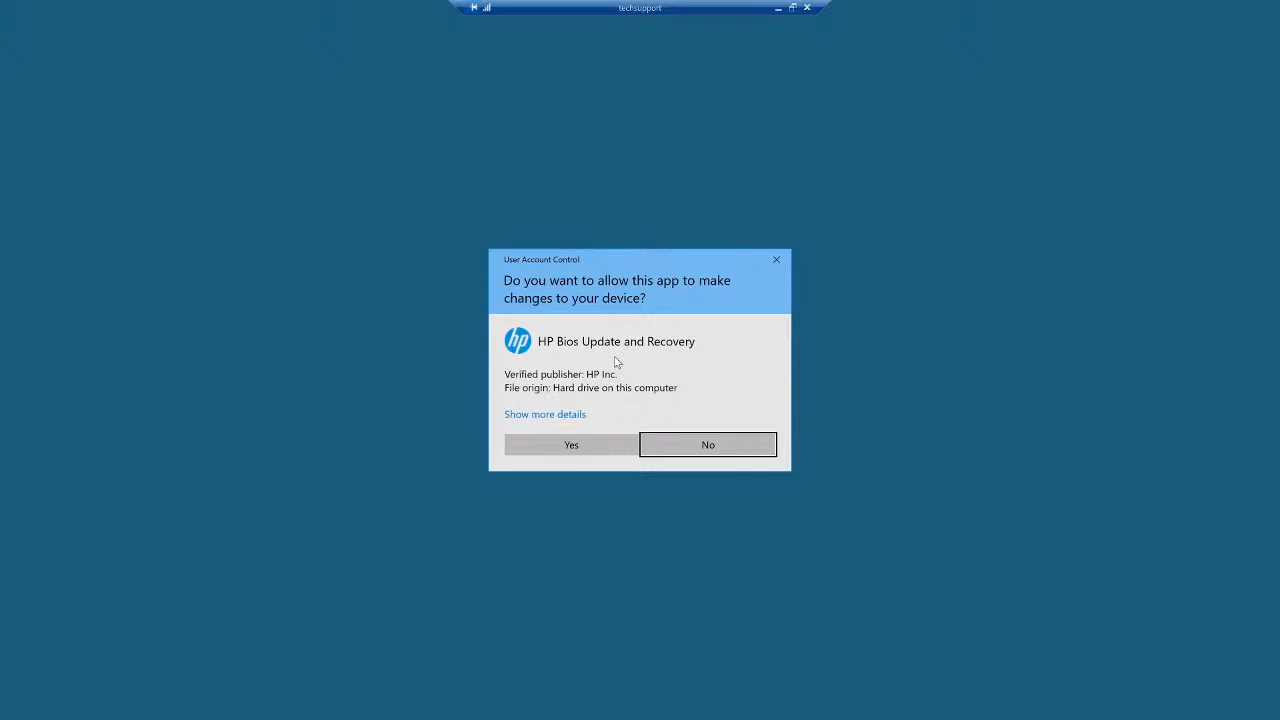 techsupport
User Account Control
Do you want to allow this app to make
changes to your device?
hp
HP Bios Update and Recovery
Verified publisher: HP Inc.
File origin: Hard drive on this computer
Show more details
Yes
No